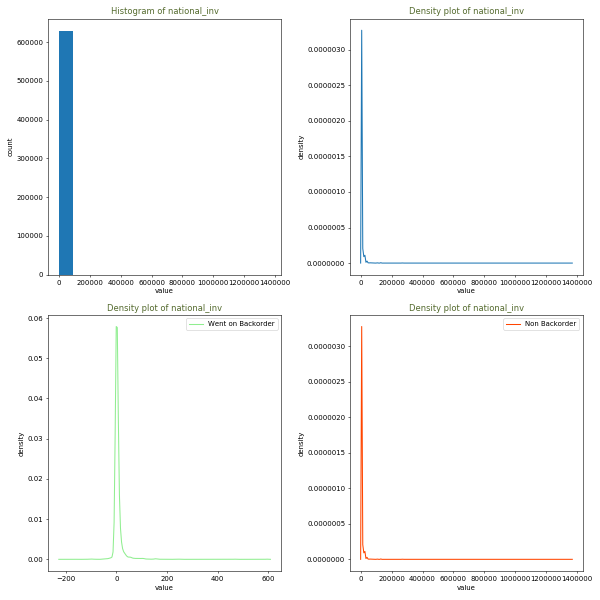 Histogram of national_inv
600000
500000
400000
300000
200000
100000
0
count
0 200000 400000 600000 800000 1000000 1200000 1400000
value
Density plot of national_inv
0.0000030
0.0000025
0.0000020
0.0000015
0.0000010
0.0000005
0.0000000
density
0 200000 400000 600000 800000 1000000 1200000 1400000
value
Density plot of national_inv
Went on Backorder
0.06
0.05
0.04
0.03
0.02
0.01
0.00
density
−200 0 200 400 600
value
Density plot of national_inv
Non Backorder
0.0000030
0.0000025
0.0000020
0.0000015
0.0000010
0.0000005
0.0000000
density
0 200000 400000 600000 800000 1000000 1200000 1400000
value